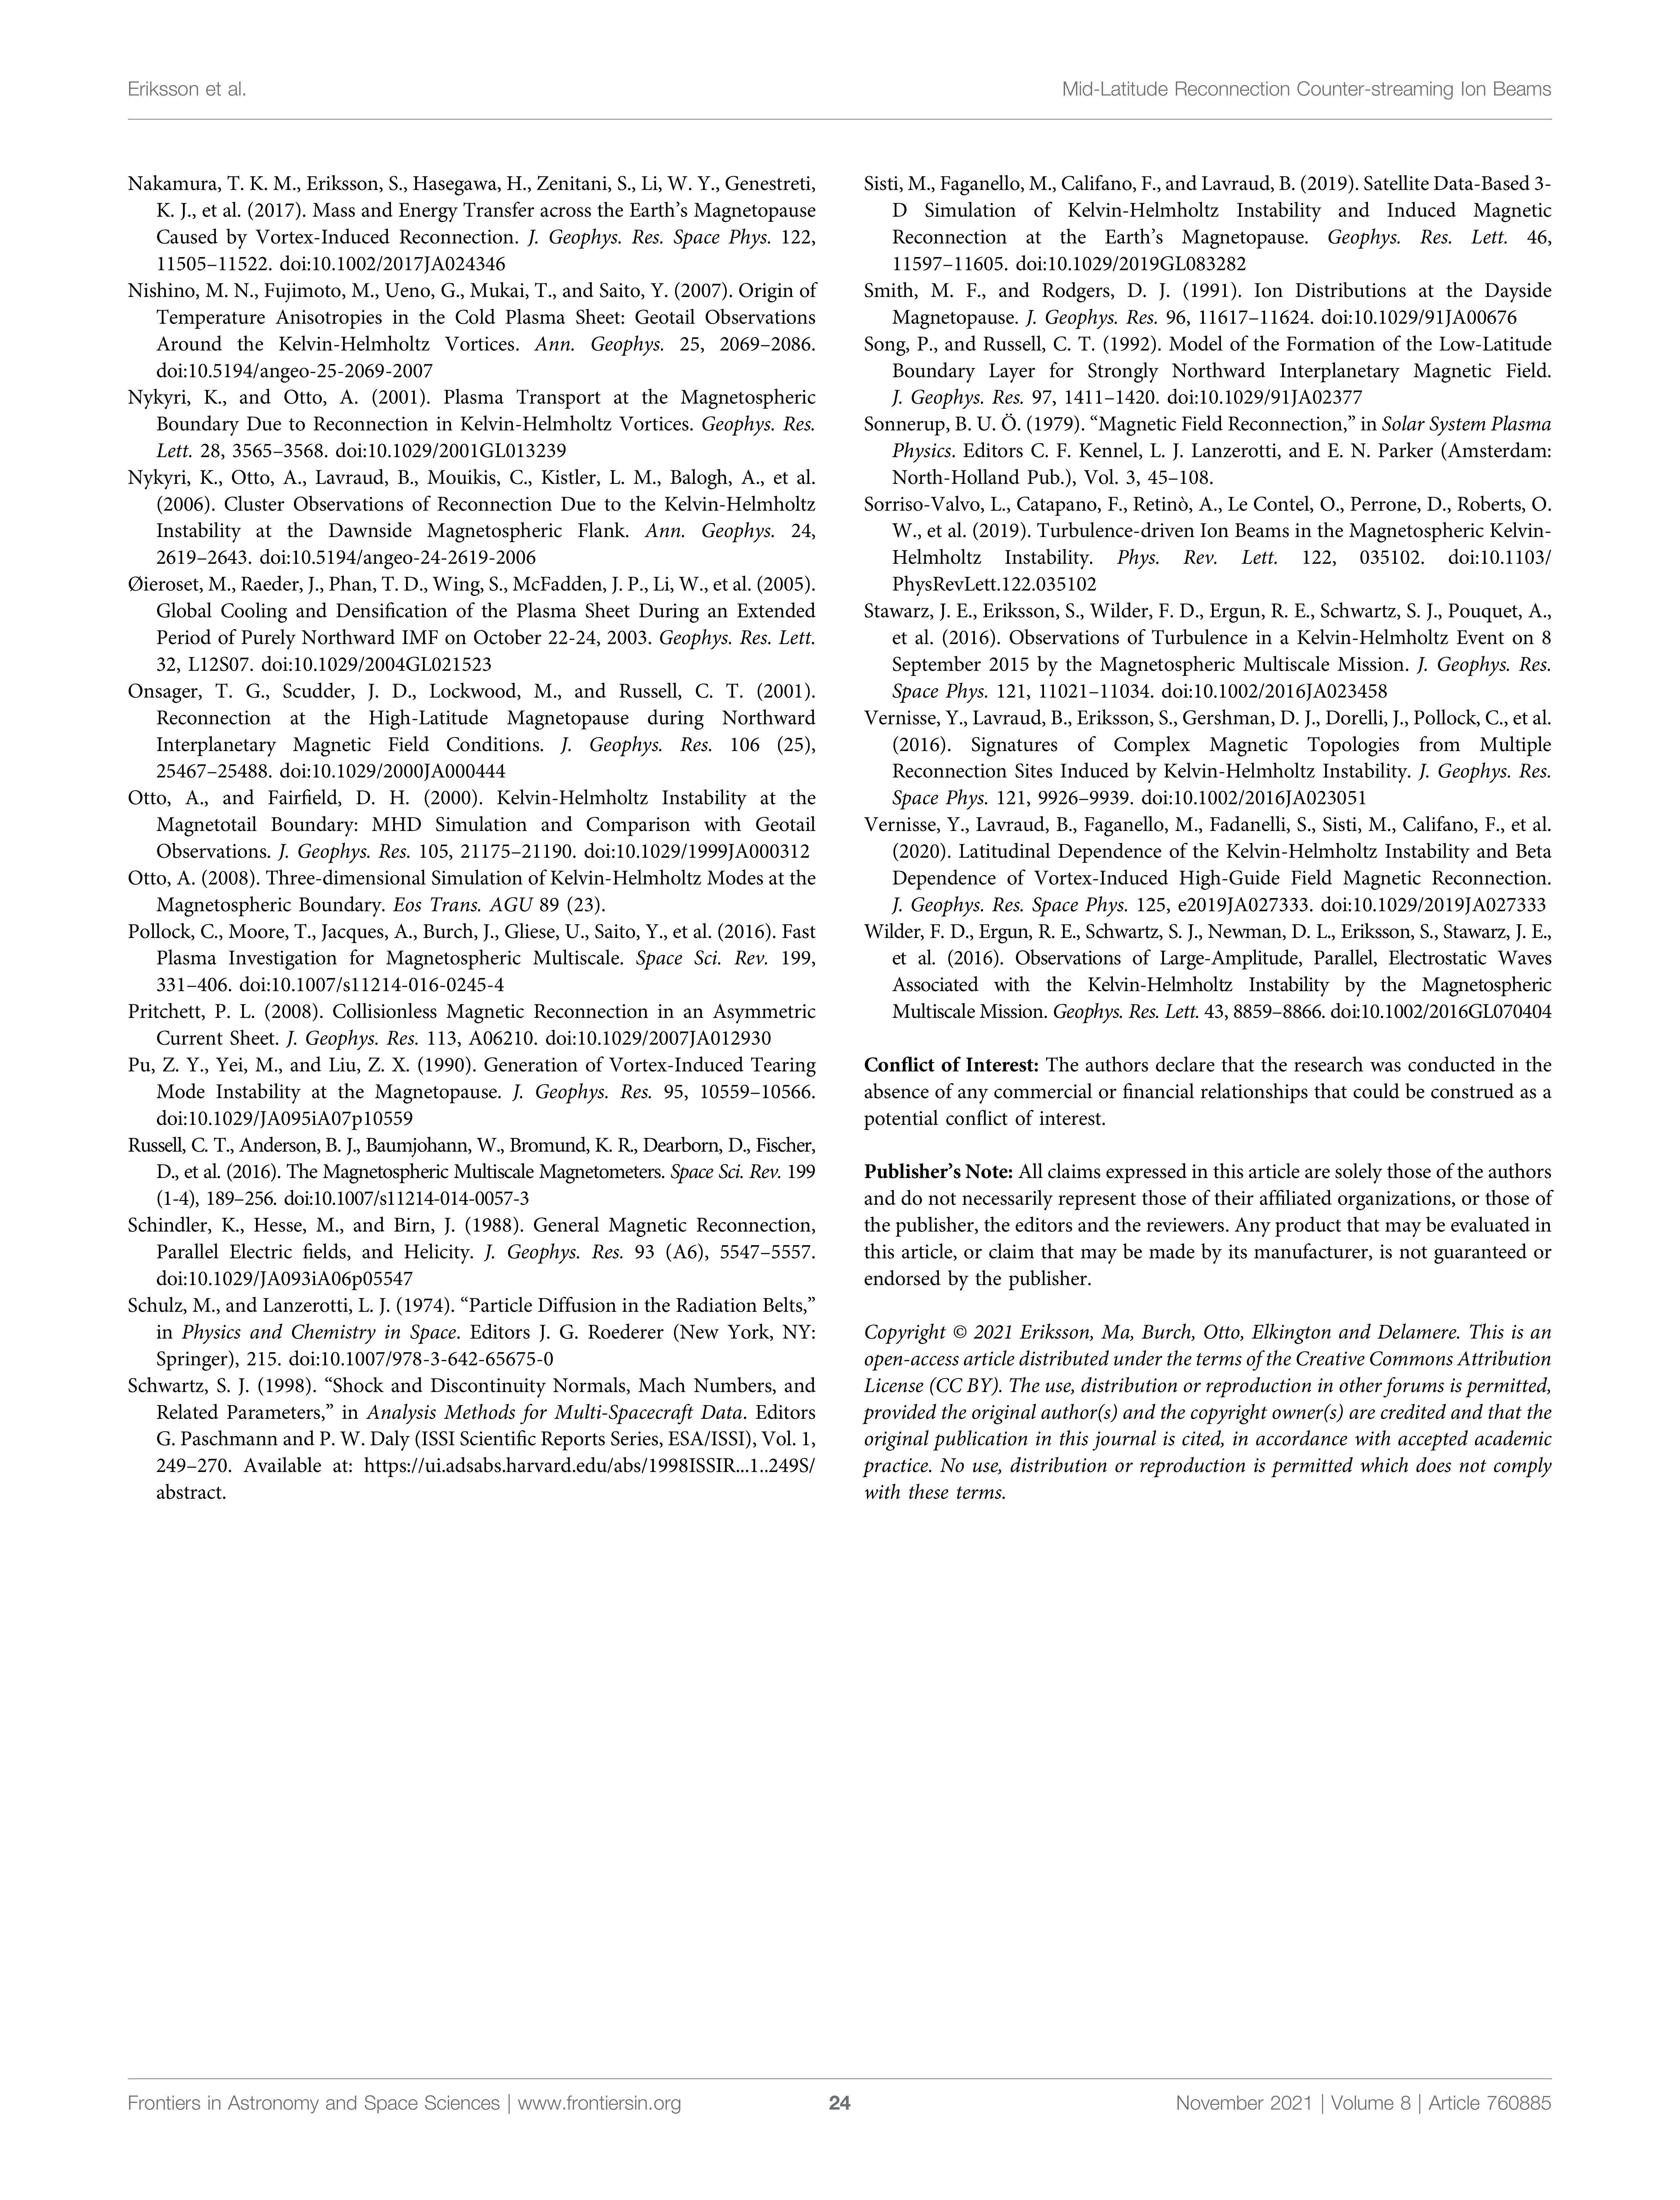 Eriksson et al.
Mid-Latitude Reconnection Counter-streaming Ion Beams
Nakamura, T. K. M., Eriksson, S., Hasegawa, H., Zenitani, S., Li, W. Y., Genestreti,
K. J., et al. (2017). Mass and Energy Transfer across the Earth’s Magnetopause
Caused by Vortex-Induced Reconnection. J. Geophys. Res. Space Phys. 122,
11505–11522. doi:10.1002/2017JA024346
Nishino, M. N., Fujimoto, M., Ueno, G., Mukai, T., and Saito, Y. (2007). Origin of
Temperature Anisotropies in the Cold Plasma Sheet: Geotail Observations
Around the Kelvin-Helmholtz Vortices. Ann. Geophys. 25, 2069–2086.
doi:10.5194/angeo-25-2069-2007
Nykyri, K., and Otto, A. (2001). Plasma Transport at the Magnetospheric
Boundary Due to Reconnection in Kelvin-Helmholtz Vortices. Geophys. Res.
Lett. 28, 3565–3568. doi:10.1029/2001GL013239
Nykyri, K., Otto, A., Lavraud, B., Mouikis, C., Kistler, L. M., Balogh, A., et al.
(2006). Cluster Observations of Reconnection Due to the Kelvin-Helmholtz
Instability at the Dawnside Magnetospheric Flank. Ann. Geophys. 24,
2619–2643. doi:10.5194/angeo-24-2619-2006
Øieroset, M., Raeder, J., Phan, T. D., Wing, S., McFadden, J. P., Li, W., et al. (2005).
Global Cooling and Densification of the Plasma Sheet During an Extended
Period of Purely Northward IMF on October 22-24, 2003. Geophys. Res. Lett.
32, L12S07. doi:10.1029/2004GL021523
Onsager, T. G., Scudder, J. D., Lockwood, M., and Russell, C. T. (2001).
Reconnection at the High-Latitude Magnetopause during Northward
Interplanetary Magnetic Field Conditions. J. Geophys. Res. 106 (25),
25467–25488. doi:10.1029/2000JA000444
Otto, A., and Fairfield, D. H. (2000). Kelvin-Helmholtz Instability at the
Magnetotail Boundary: MHD Simulation and Comparison with Geotail
Observations. J. Geophys. Res. 105, 21175–21190. doi:10.1029/1999JA000312
Otto, A. (2008). Three-dimensional Simulation of Kelvin-Helmholtz Modes at the
Magnetospheric Boundary. Eos Trans. AGU 89 (23).
Pollock, C., Moore, T., Jacques, A., Burch, J., Gliese, U., Saito, Y., et al. (2016). Fast
Plasma Investigation for Magnetospheric Multiscale. Space Sci. Rev. 199,
331–406. doi:10.1007/s11214-016-0245-4
Pritchett, P. L. (2008). Collisionless Magnetic Reconnection in an Asymmetric
Current Sheet. J. Geophys. Res. 113, A06210. doi:10.1029/2007JA012930
Pu, Z. Y., Yei, M., and Liu, Z. X. (1990). Generation of Vortex-Induced Tearing
Mode Instability at the Magnetopause. J. Geophys. Res. 95, 10559–10566.
doi:10.1029/JA095iA07p10559
Russell, C. T., Anderson, B. J., Baumjohann, W., Bromund, K. R., Dearborn, D., Fischer,
D., et al. (2016). The Magnetospheric Multiscale Magnetometers. Space Sci. Rev. 199
(1-4), 189–256. doi:10.1007/s11214-014-0057-3
Schindler, K., Hesse, M., and Birn, J. (1988). General Magnetic Reconnection,
Parallel Electric fields, and Helicity. J. Geophys. Res. 93 (A6), 5547–5557.
doi:10.1029/JA093iA06p05547
Schulz, M., and Lanzerotti, L. J. (1974). “Particle Diffusion in the Radiation Belts,”
in Physics and Chemistry in Space. Editors J. G. Roederer (New York, NY:
Springer), 215. doi:10.1007/978-3-642-65675-0
Schwartz, S. J. (1998). “Shock and Discontinuity Normals, Mach Numbers, and
Related Parameters,” in Analysis Methods for Multi-Spacecraft Data. Editors
G. Paschmann and P. W. Daly (ISSI Scientific Reports Series, ESA/ISSI), Vol. 1,
249–270. Available at: https://ui.adsabs.harvard.edu/abs/1998ISSIR...1..249S/
abstract.
Sisti, M., Faganello, M., Califano, F., and Lavraud, B. (2019). Satellite Data-Based 3-
D Simulation of Kelvin-Helmholtz Instability and Induced Magnetic
Reconnection at the Earth’s Magnetopause. Geophys. Res. Lett. 46,
11597–11605. doi:10.1029/2019GL083282
Smith, M. F., and Rodgers, D. J. (1991). Ion Distributions at the Dayside
Magnetopause. J. Geophys. Res. 96, 11617–11624. doi:10.1029/91JA00676
Song, P., and Russell, C. T. (1992). Model of the Formation of the Low-Latitude
Boundary Layer for Strongly Northward Interplanetary Magnetic Field.
J. Geophys. Res. 97, 1411–1420. doi:10.1029/91JA02377
Sonnerup, B. U. Ö. (1979). “Magnetic Field Reconnection,” in Solar System Plasma
Physics. Editors C. F. Kennel, L. J. Lanzerotti, and E. N. Parker (Amsterdam:
North-Holland Pub.), Vol. 3, 45–108.
Sorriso-Valvo, L., Catapano, F., Retinò, A., Le Contel, O., Perrone, D., Roberts, O.
W., et al. (2019). Turbulence-driven Ion Beams in the Magnetospheric Kelvin-
Helmholtz Instability. Phys. Rev. Lett. 122, 035102. doi:10.1103/
PhysRevLett.122.035102
Stawarz, J. E., Eriksson, S., Wilder, F. D., Ergun, R. E., Schwartz, S. J., Pouquet, A.,
et al. (2016). Observations of Turbulence in a Kelvin-Helmholtz Event on 8
September 2015 by the Magnetospheric Multiscale Mission. J. Geophys. Res.
Space Phys. 121, 11021–11034. doi:10.1002/2016JA023458
Vernisse, Y., Lavraud, B., Eriksson, S., Gershman, D. J., Dorelli, J., Pollock, C., et al.
(2016). Signatures of Complex Magnetic Topologies from Multiple
Reconnection Sites Induced by Kelvin-Helmholtz Instability. J. Geophys. Res.
Space Phys. 121, 9926–9939. doi:10.1002/2016JA023051
Vernisse, Y., Lavraud, B., Faganello, M., Fadanelli, S., Sisti, M., Califano, F., et al.
(2020). Latitudinal Dependence of the Kelvin-Helmholtz Instability and Beta
Dependence of Vortex-Induced High-Guide Field Magnetic Reconnection.
J. Geophys. Res. Space Phys. 125, e2019JA027333. doi:10.1029/2019JA027333
Wilder, F. D., Ergun, R. E., Schwartz, S. J., Newman, D. L., Eriksson, S., Stawarz, J. E.,
et al. (2016). Observations of Large-Amplitude, Parallel, Electrostatic Waves
Associated with the Kelvin-Helmholtz Instability by the Magnetospheric
Multiscale Mission. Geophys. Res. Lett. 43, 8859–8866. doi:10.1002/2016GL070404
Conflict of Interest: The authors declare that the research was conducted in the
absence of any commercial or financial relationships that could be construed as a
potential conflict of interest.
Publisher’s Note: All claims expressed in this article are solely those of the authors
and do not necessarily represent those of their affiliated organizations, or those of
the publisher, the editors and the reviewers. Any product that may be evaluated in
this article, or claim that may be made by its manufacturer, is not guaranteed or
endorsed by the publisher.
Copyright © 2021 Eriksson, Ma, Burch, Otto, Elkington and Delamere. This is an
open-access article distributed under the terms of the Creative Commons Attribution
License (CC BY). The use, distribution or reproduction in other forums is permitted,
provided the original author(s) and the copyright owner(s) are credited and that the
original publication in this journal is cited, in accordance with accepted academic
practice. No use, distribution or reproduction is permitted which does not comply
with these terms.
Frontiers in Astronomy and Space Sciences | www.frontiersin.org
24
November 2021 | Volume 8 | Article 760885